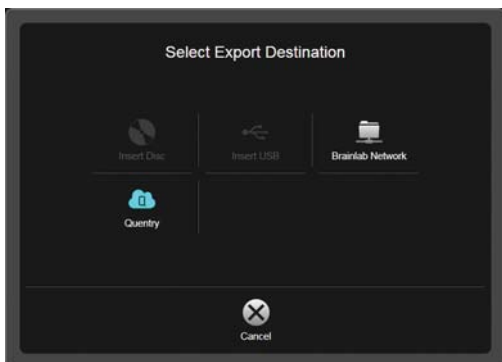 Select Export Destination
Insert Disc
Insert USB
Brainlab Network
Quentry
Cancel